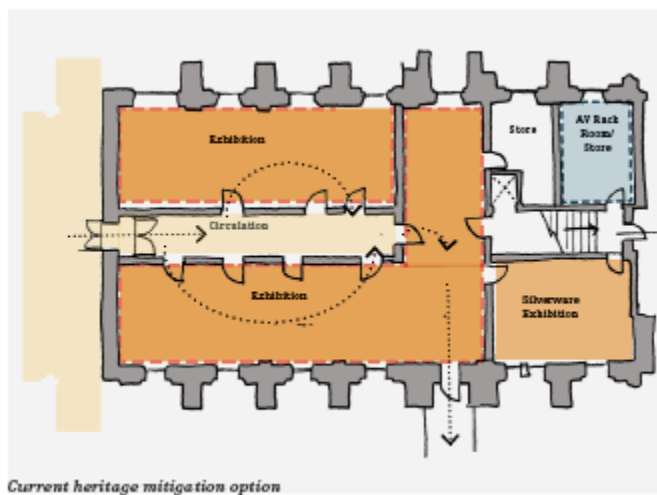 Exhibition
Store
AV Rack
Room/
Store
Circulation
Exhibition
Silverware
Exhibition
Current heritage mitigation option